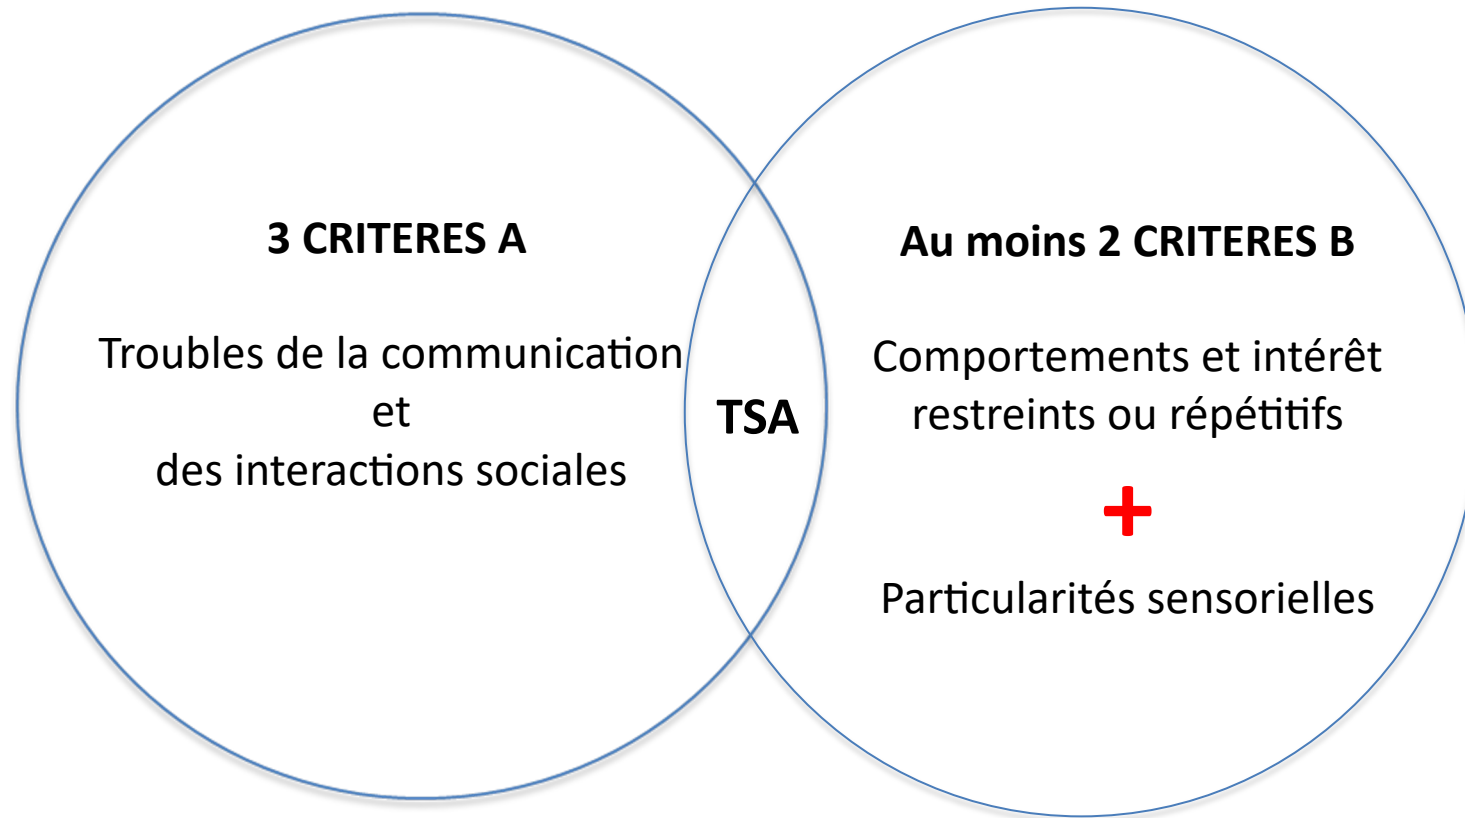 3 CRITERES A
Troubles de la communication
et
des interactions sociales
TSA
Au moins 2 CRITERES B
Comportements et intérêt
restreints ou répétitifs
+
Particularités sensorielles